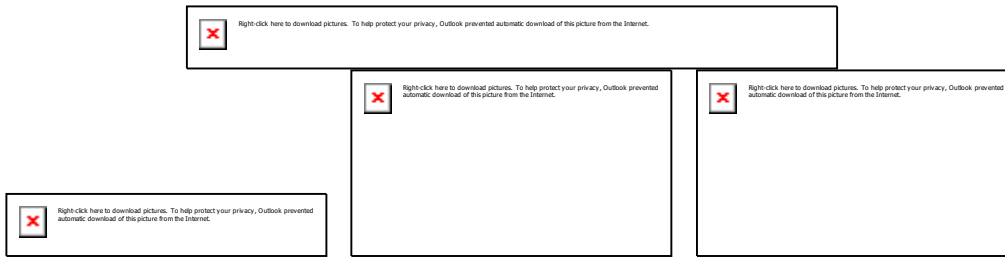 Right-click here to download pictures.  To help protect your privacy, Outlook prevented automatic download of this picture from the Internet.
Right-click here to download pictures.  To help protect your privacy, Outlook prevented
automatic download of this picture from the Internet.
Right-click here to download pictures.  To help protect your privacy, Outlook prevented
automatic download of this picture from the Internet.
Right-click here to download pictures.  To help protect your privacy, Outlook prevented
automatic download of this picture from the Internet.